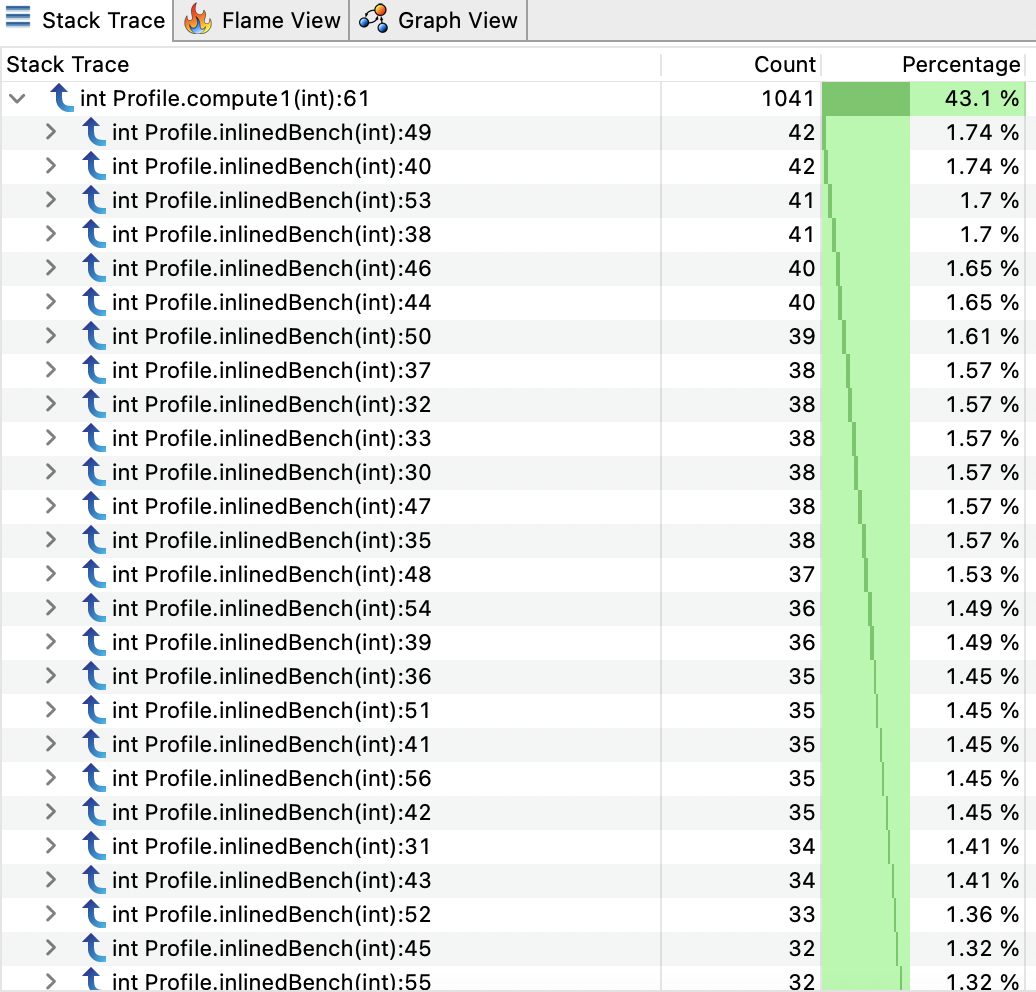 Stack Trace Flame View Graph View
Stack Trace Count Percentage
int Profile.compute1(int):61 1041 43.1 %
int Profile.inlinedBench(int):49 42 1.74 %
int Profile.inlinedBench(int):40 42 1.74 %
int Profile.inlinedBench(int):53 41 1.7 %
int Profile.inlinedBench(int):38 41 1.7 %
int Profile.inlinedBench(int):46 40 1.65 %
int Profile.inlinedBench(int):44 40 1.65 %
int Profile.inlinedBench(int):50 39 1.61 %
int Profile.inlinedBench(int):37 38 1.57 %
int Profile.inlinedBench(int):32 38 1.57 %
int Profile.inlinedBench(int):33 38 1.57 %
int Profile.inlinedBench(int):30 38 1.57 %
int Profile.inlinedBench(int):47 38 1.57 %
int Profile.inlinedBench(int):35 38 1.57 %
int Profile.inlinedBench(int):48 37 1.53 %
int Profile.inlinedBench(int):54 36 1.49 %
int Profile.inlinedBench(int):39 36 1.49 %
int Profile.inlinedBench(int):36 35 1.45 %
int Profile.inlinedBench(int):51 35 1.45 %
int Profile.inlinedBench(int):41 35 1.45 %
int Profile.inlinedBench(int):56 35 1.45 %
int Profile.inlinedBench(int):42 35 1.45 %
int Profile.inlinedBench(int):31 34 1.41 %
int Profile.inlinedBench(int):43 34 1.41 %
int Profile.inlinedBench(int):52 33 1.36 %
int Profile.inlinedBench(int):45 32 1.32 %
int Profile.inlinedBench(int):55 32 1.32 %